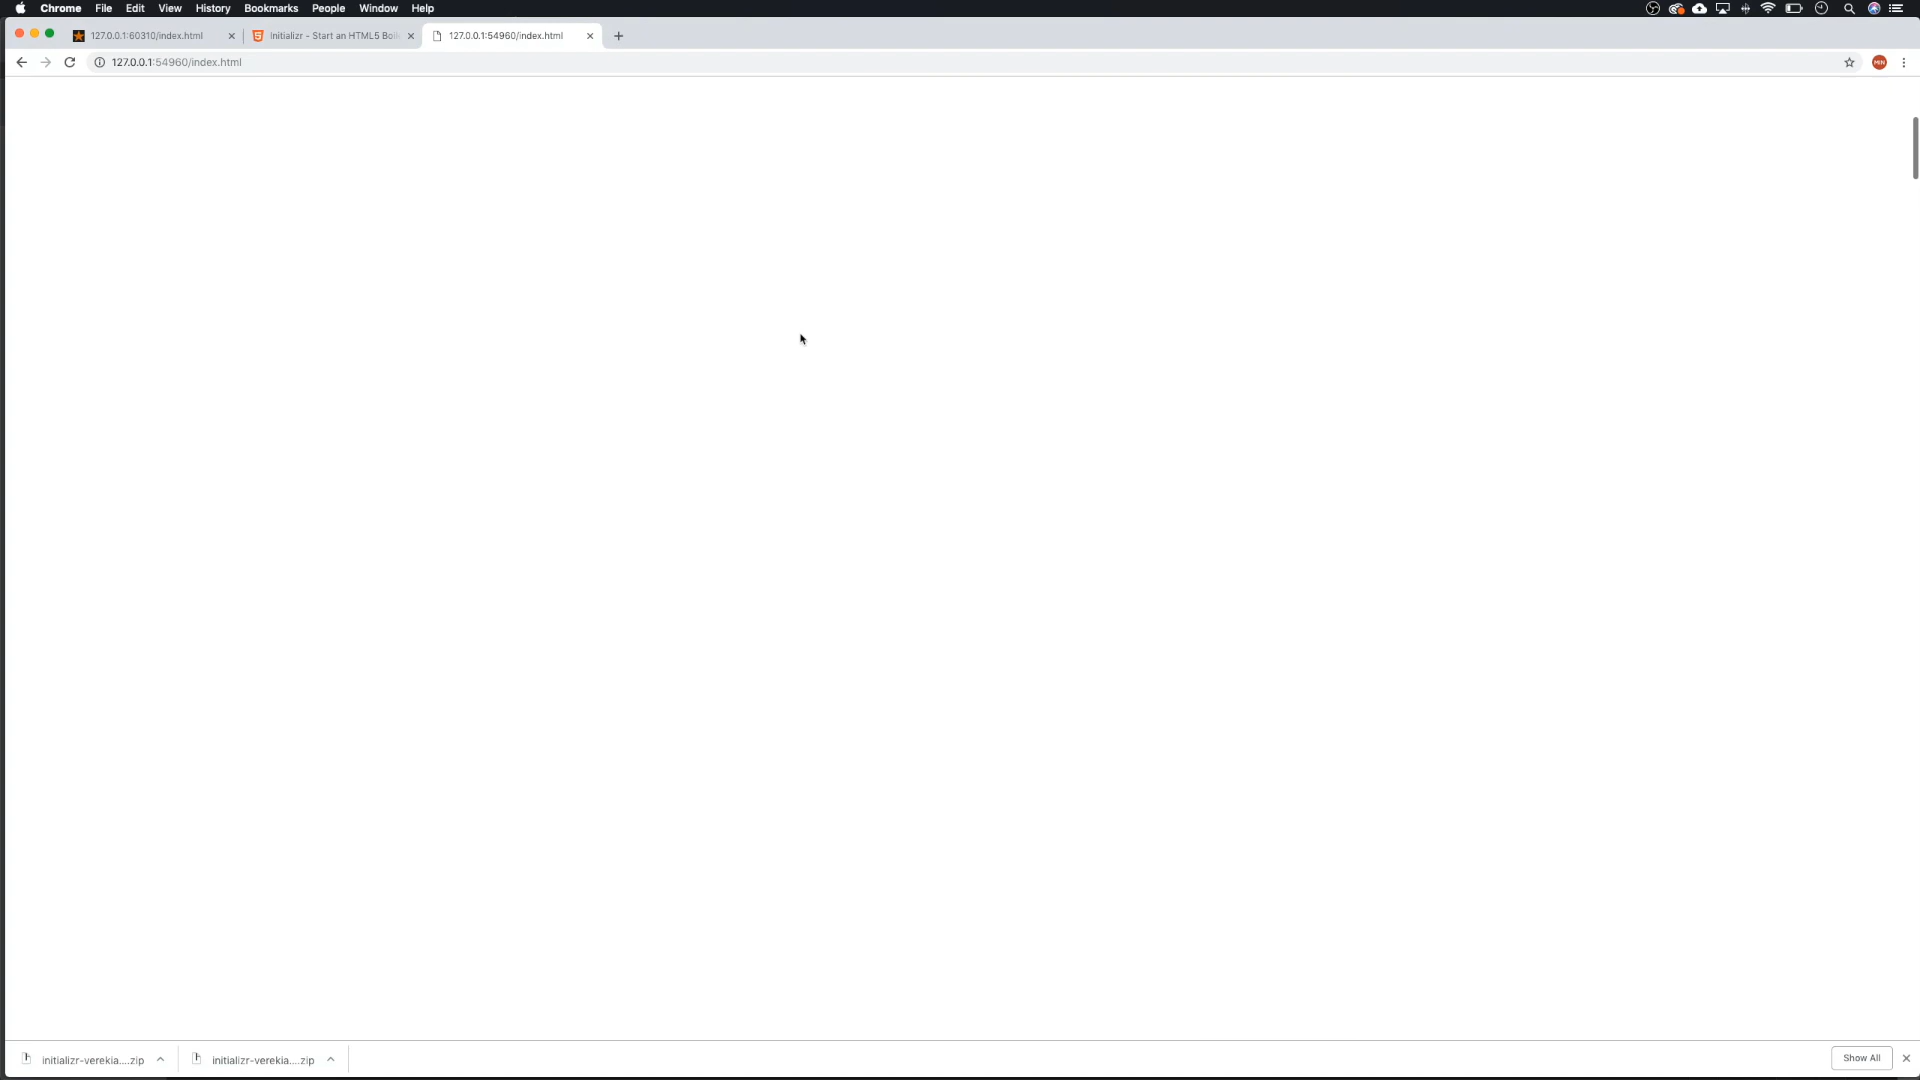 Chrome File Edit View History Bookmarks People Window Help
127.0.0.1:60310/index.html Initializr - Start an HTML5 Boil 127.0.0.1:54960/index.html
127.0.0.1:54960/index.html
initializr-verekia....zip initializr-verekia....zip Show All